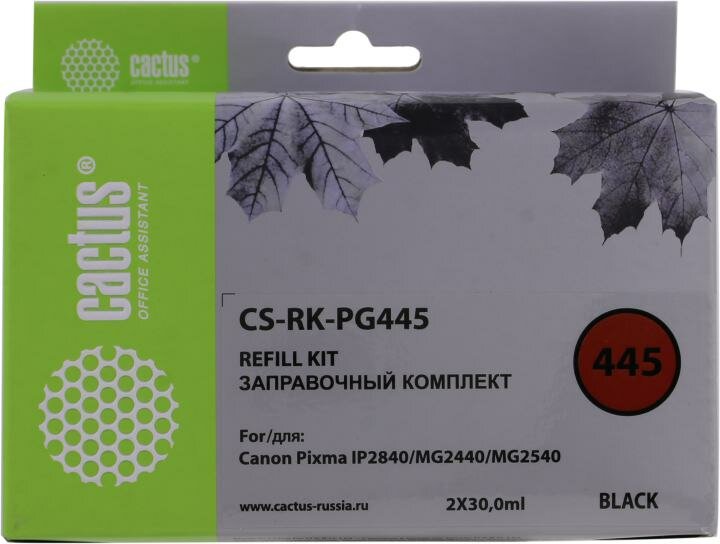 cactus®
OFFICE ASSISTANT
cactus®
OFFICE ASSISTANT
CS-RK-PG445
REFILL KIT
ЗАПРАВОЧНЫЙ КОМПЛЕКТ
445
For/для:
Canon Pixma IP2840/MG2440/MG2540
www.cactus-russia.ru
2X30,0ml
BLACK